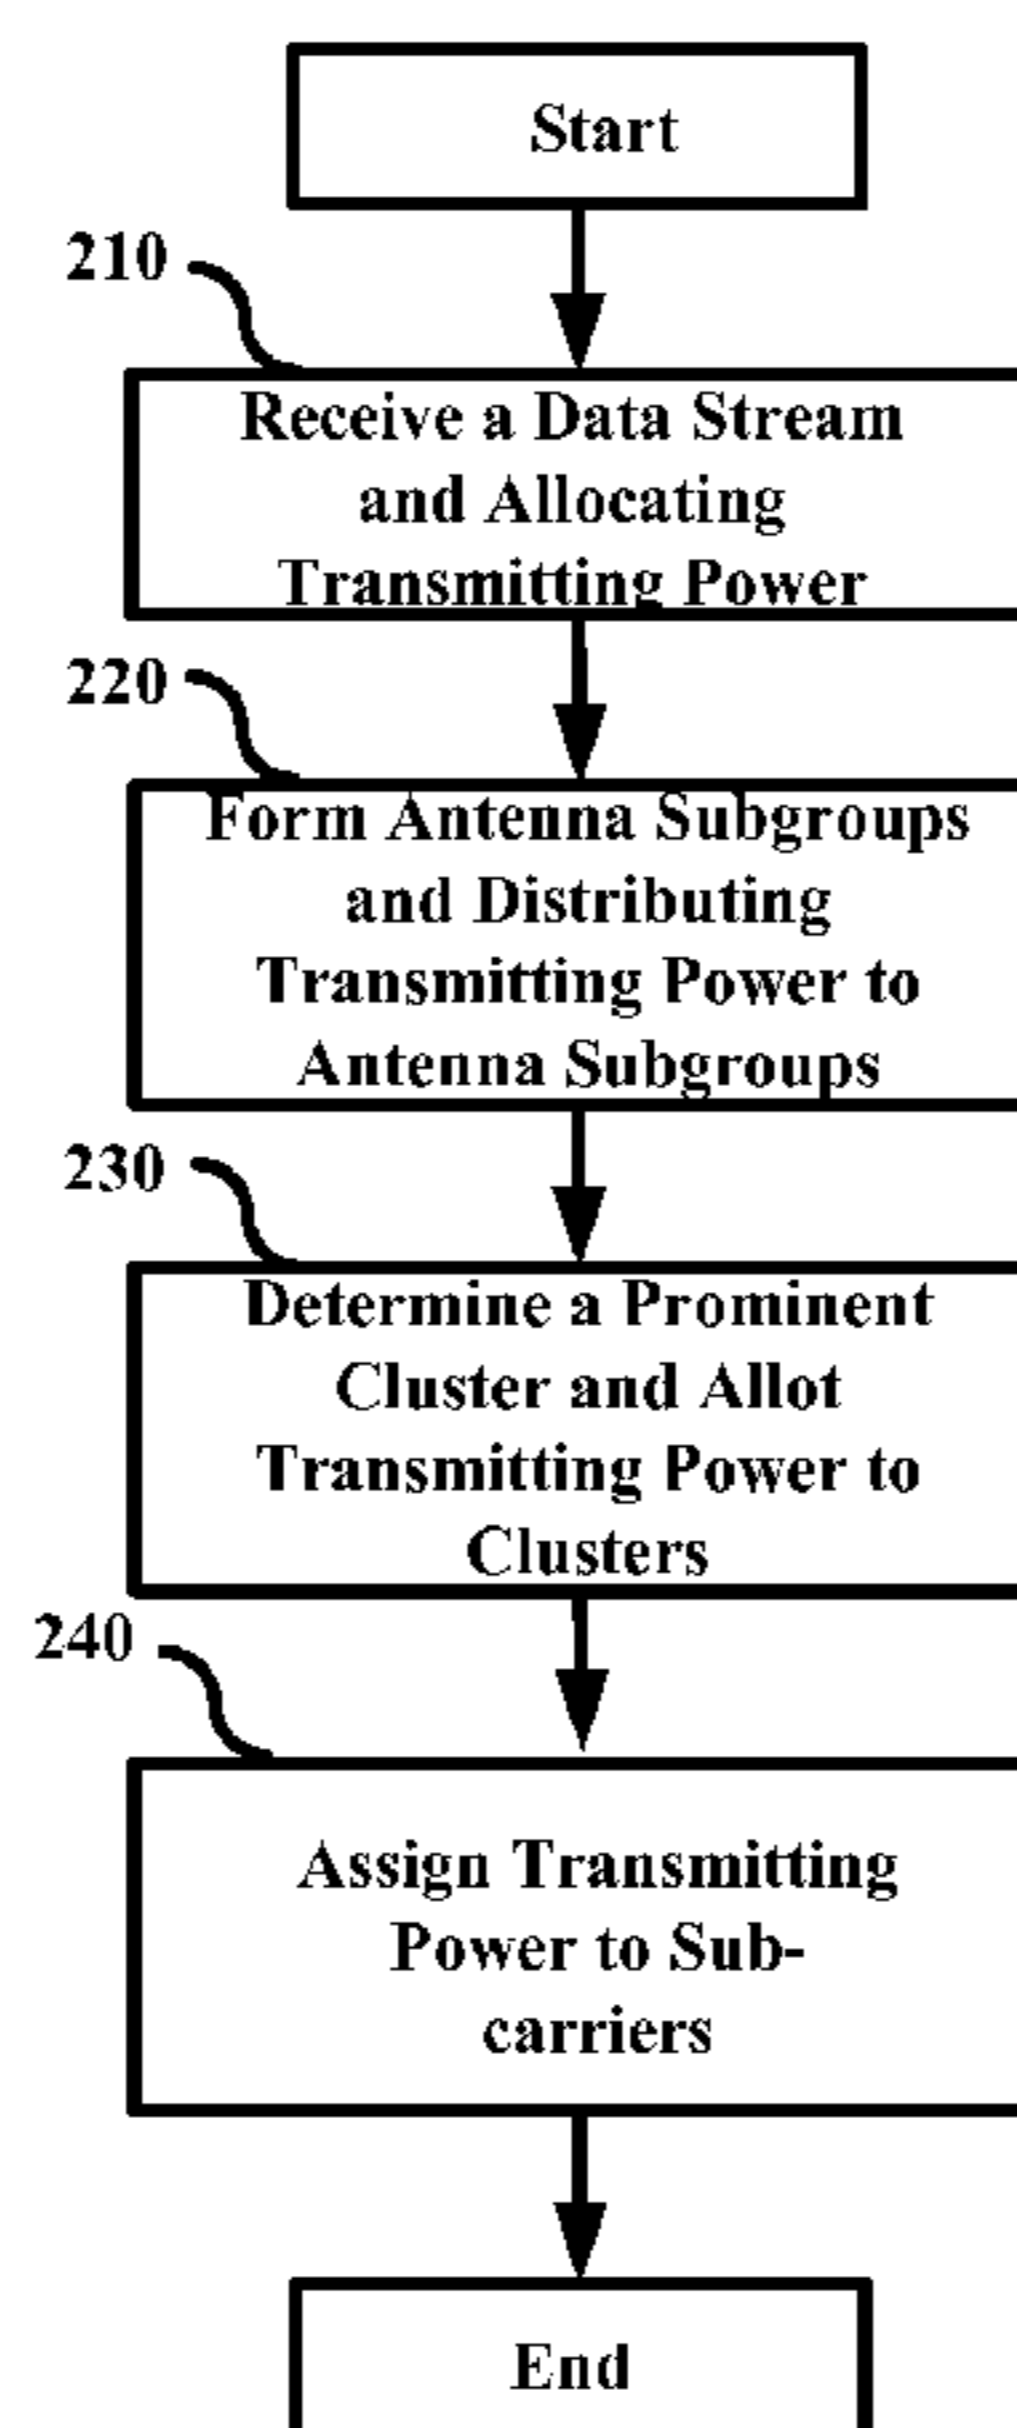 Start
210
Receive a Data Stream
and Allocating
Transmitting Power
220
Form Antenna Subgroups
and Distributing
Transmitting Power to
Antenna Subgroups
230
Determine a Prominent
Cluster and Allot
Transmitting Power to
Clusters
240
Assign Transmitting
Power to Sub-
carriers
End